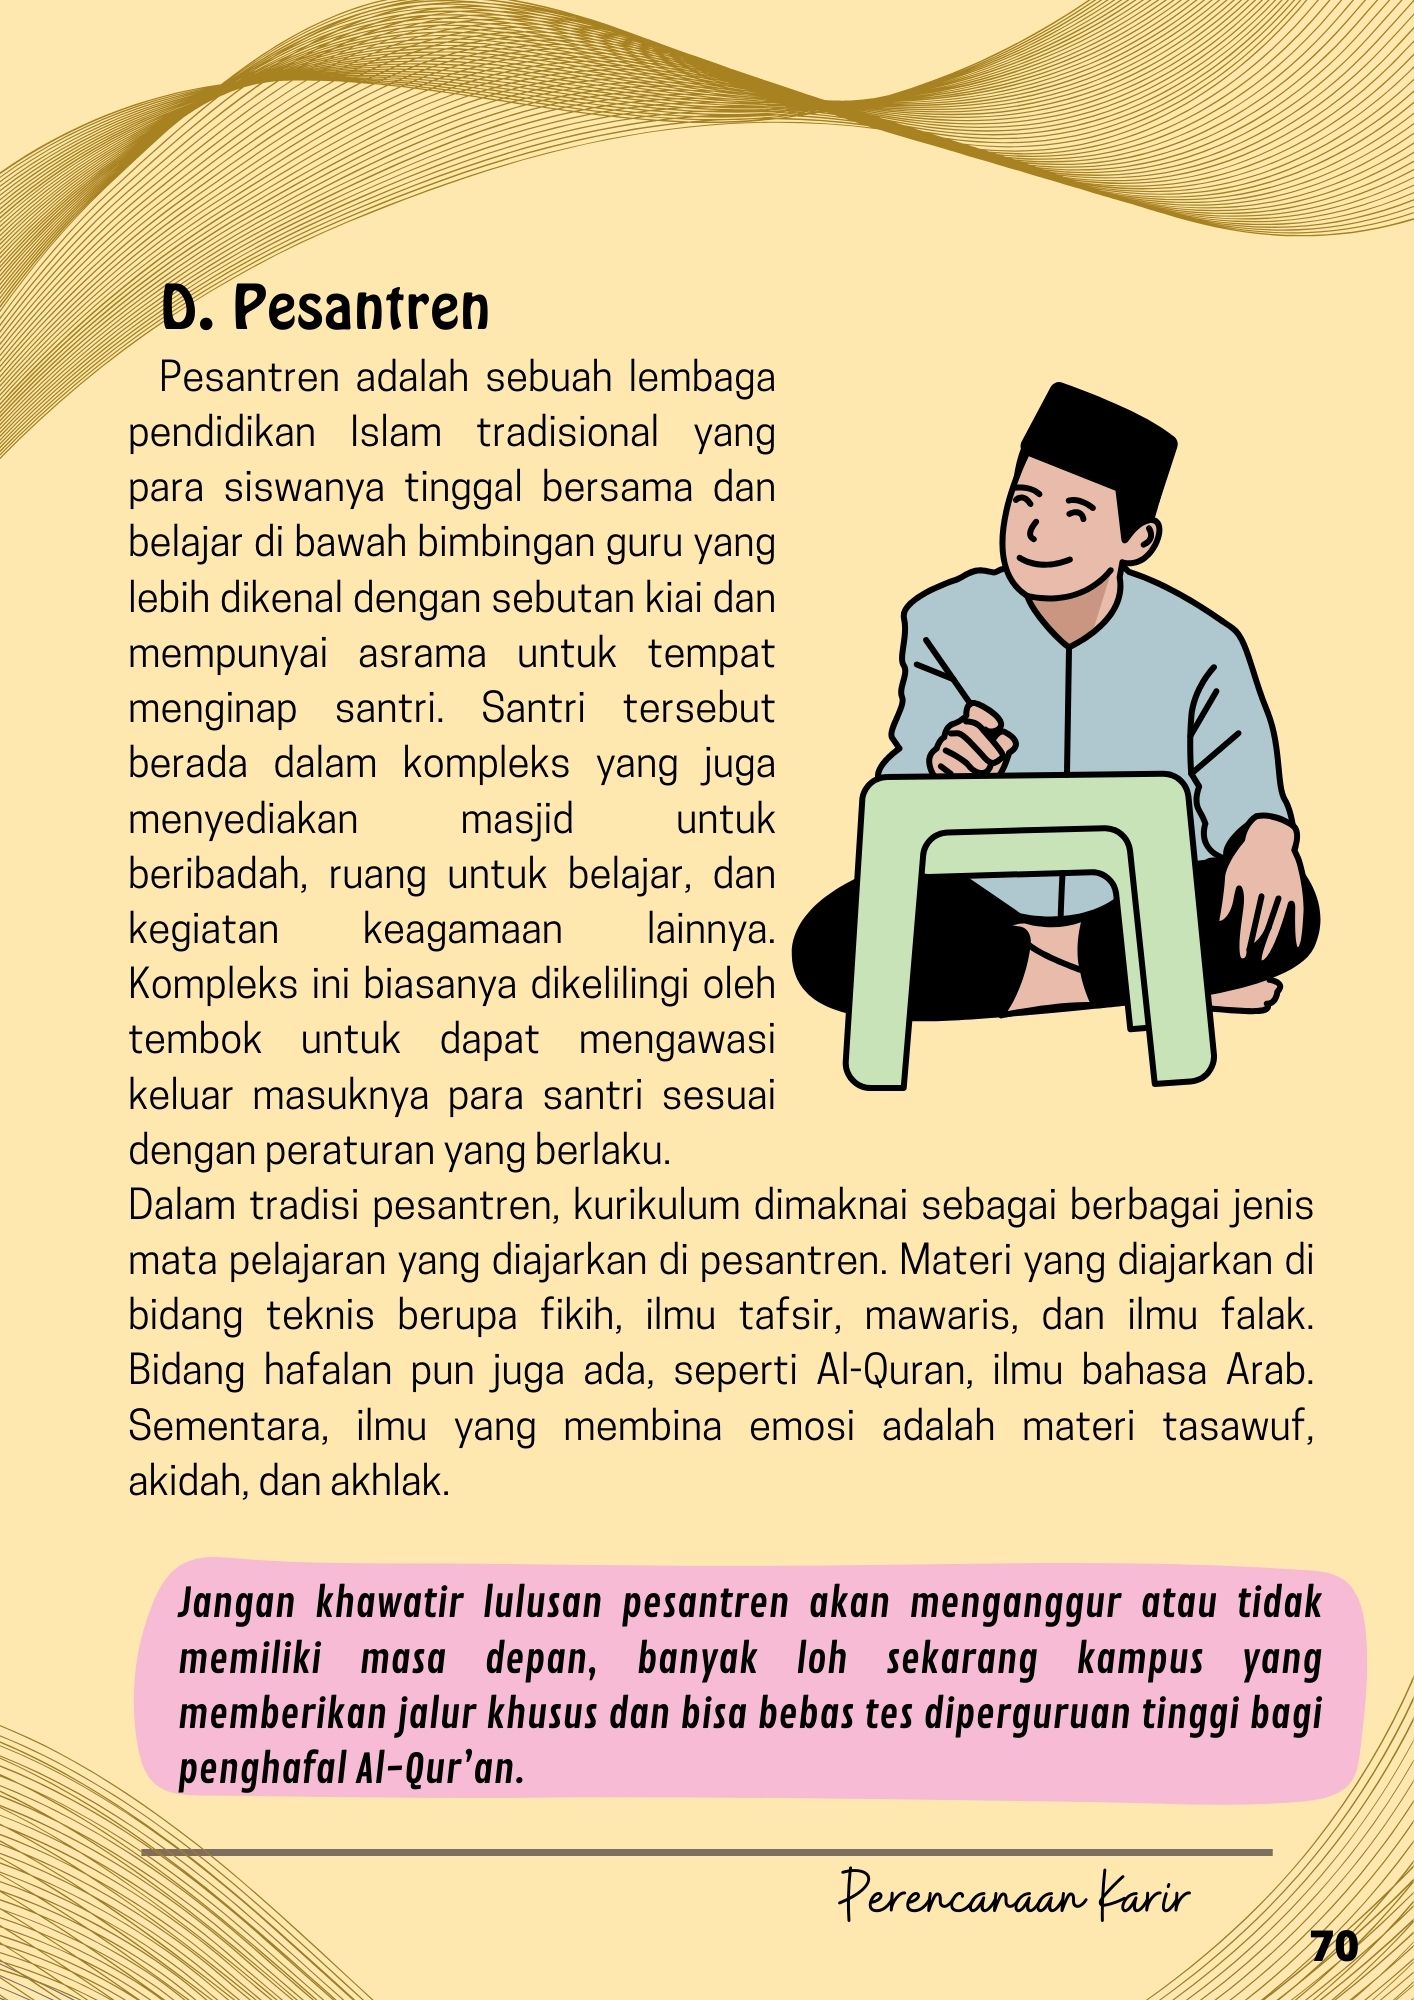 D. Pesantren
Pesantren adalah sebuah lembaga
pendidikan Islam tradisional yang
para siswanya tinggal bersama dan
belajar di bawah bimbingan guru yang
lebih dikenal dengan sebutan kiai dan
mempunyai asrama untuk tempat
menginap santri. Santri tersebut
berada dalam kompleks yang juga
menyediakan masjid untuk
beribadah, ruang untuk belajar, dan
kegiatan keagamaan lainnya.
Kompleks ini biasanya dikelilingi oleh
tembok untuk dapat mengawasi
keluar masuknya para santri sesuai
dengan peraturan yang berlaku.
Dalam tradisi pesantren, kurikulum dimaknai sebagai berbagai jenis
mata pelajaran yang diajarkan di pesantren. Materi yang diajarkan di
bidang teknis berupa fikih, ilmu tafsir, mawaris, dan ilmu falak.
Bidang hafalan pun juga ada, seperti Al-Quran, ilmu bahasa Arab.
Sementara, ilmu yang membina emosi adalah materi tasawuf,
akidah, dan akhlak.
Jangan khawatir lulusan pesantren akan menganggur atau tidak
memiliki masa depan, banyak loh sekarang kampus yang
memberikan jalur khusus dan bisa bebas tes diperguruan tinggi bagi
penghafal Al-Qur'an.
Perencanaan Karir
70